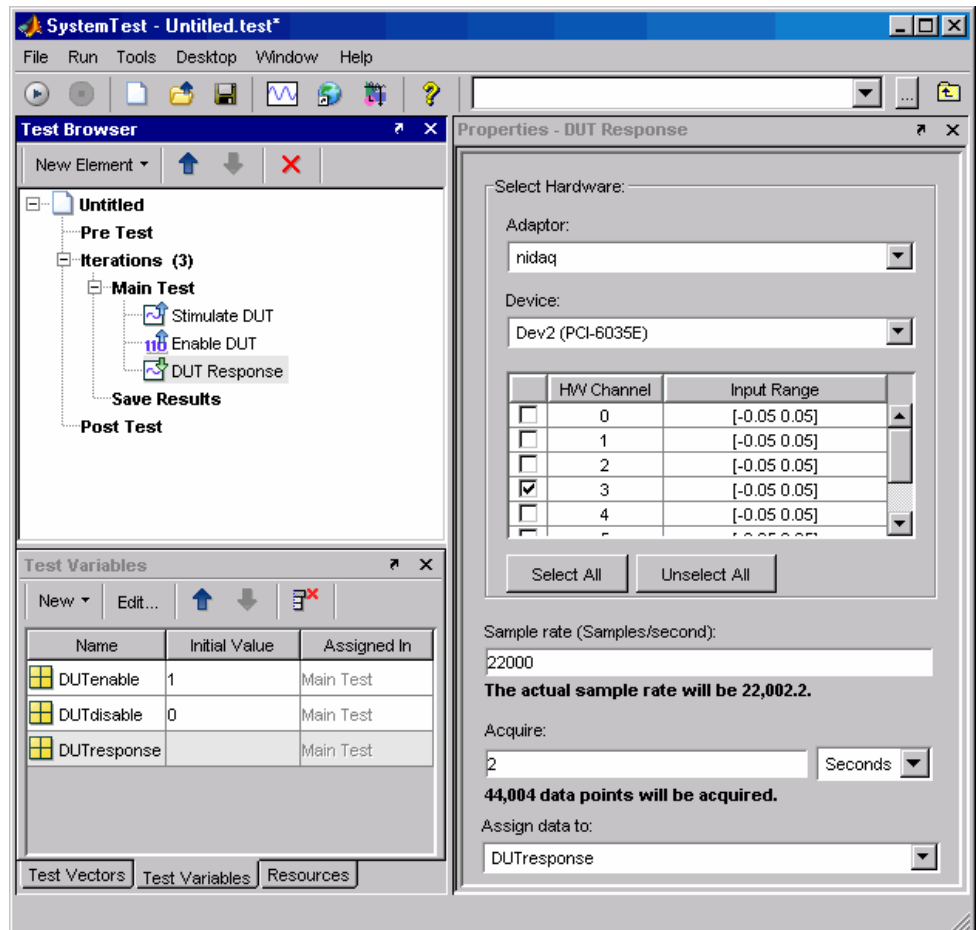 SystemTest - Untitled.test*
File Run Tools Desktop Window Help
...
Test Browser
New Element
Untitled
Pre Test
Iterations (3)
Main Test
Stimulate DUT
110 Enable DUT
DUT Response
Save Results
Post Test
Test Variables
New Edit...
Name Initial Value Assigned In
DUTenable 1 Main Test
DUTdisable 0 Main Test
DUTresponse Main Test
Test Vectors Test Variables Resources
Properties - DUT Response
Select Hardware:
Adaptor:
nidaq
Device:
Dev2 (PCI-6035E)
HW Channel Input Range
0 [-0.05 0.05]
1 [-0.05 0.05]
2 [-0.05 0.05]
3 [-0.05 0.05]
4 [-0.05 0.05]
Select All Unselect All
Sample rate (Samples/second):
22000
The actual sample rate will be 22,002.2.
Acquire:
2 Seconds
44,004 data points will be acquired.
Assign data to:
DUTresponse